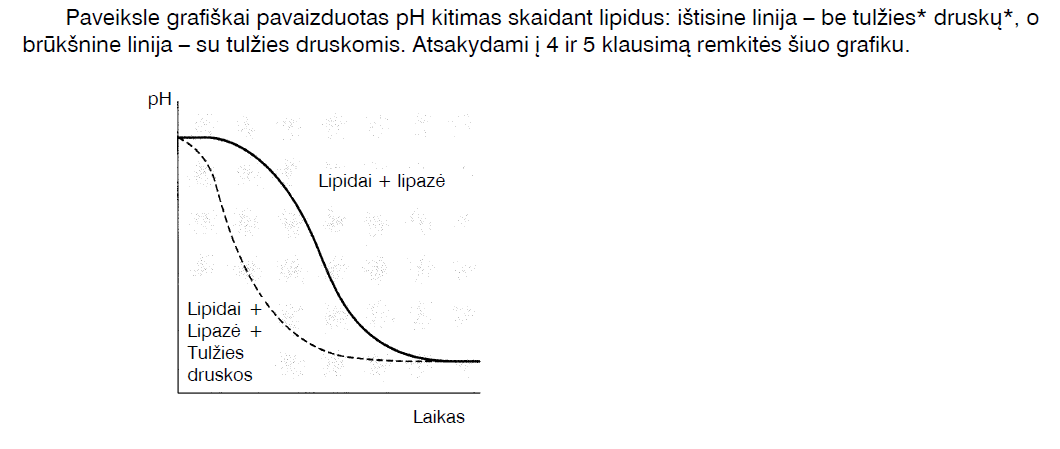 Paveiksle grafiškai pavaizduotas pH kitimas skaidant lipidus: ištisine linija – be tulžies* druskų*, o
brūkšnine linija – su tulžies druskomis. Atsakydami į 4 ir 5 klausimą remkitės šiuo grafiku.
pH
Lipidai + lipazė
Lipidai +
Lipazė +
Tulžies
druskos
Laikas